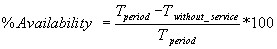 %Availability = (T_period − T_without_service) / T_period *100